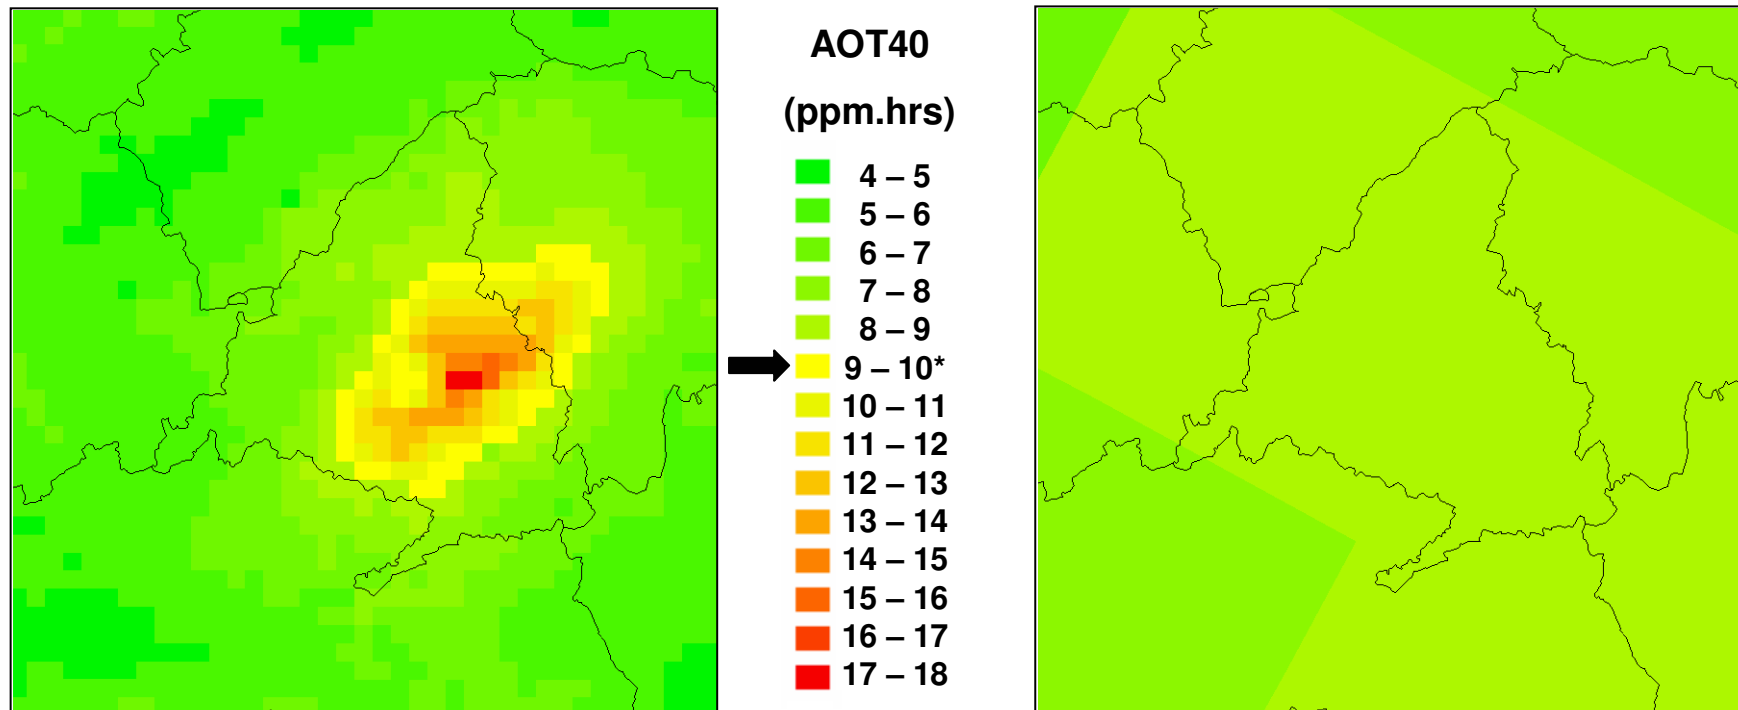 AOT40
(ppm.hrs)
4 – 5
5 – 6
6 – 7
7 – 8
8 – 9
9 – 10*
10 – 11
11 – 12
12 – 13
13 – 14
14 – 15
15 – 16
16 – 17
17 – 18